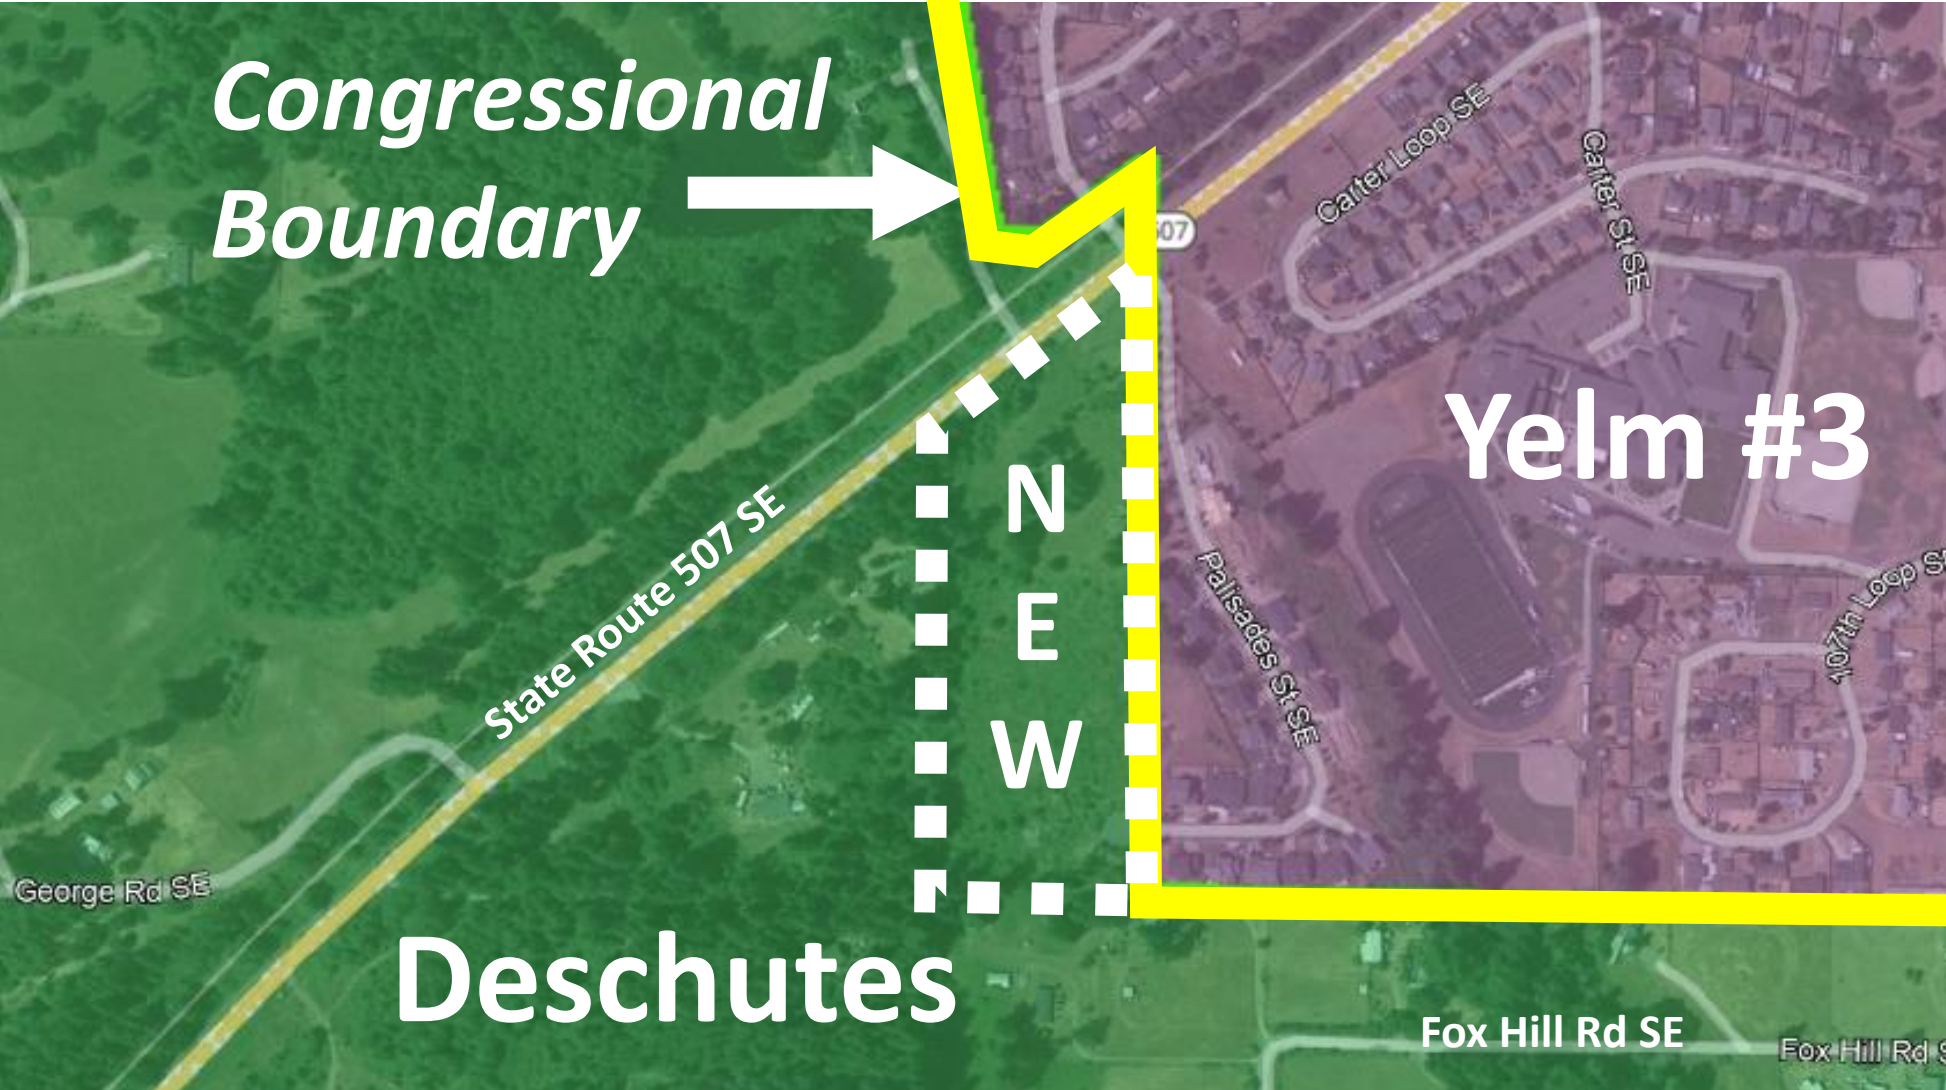 Congressional
Boundary
Carter Loop SE
Carter St SE
507
Yelm #3
N
E
W
State Route 507 SE
Palisades St SE
107th Loop
George Rd SE
Deschutes
Fox Hill Rd SE
Fox Hill Rd